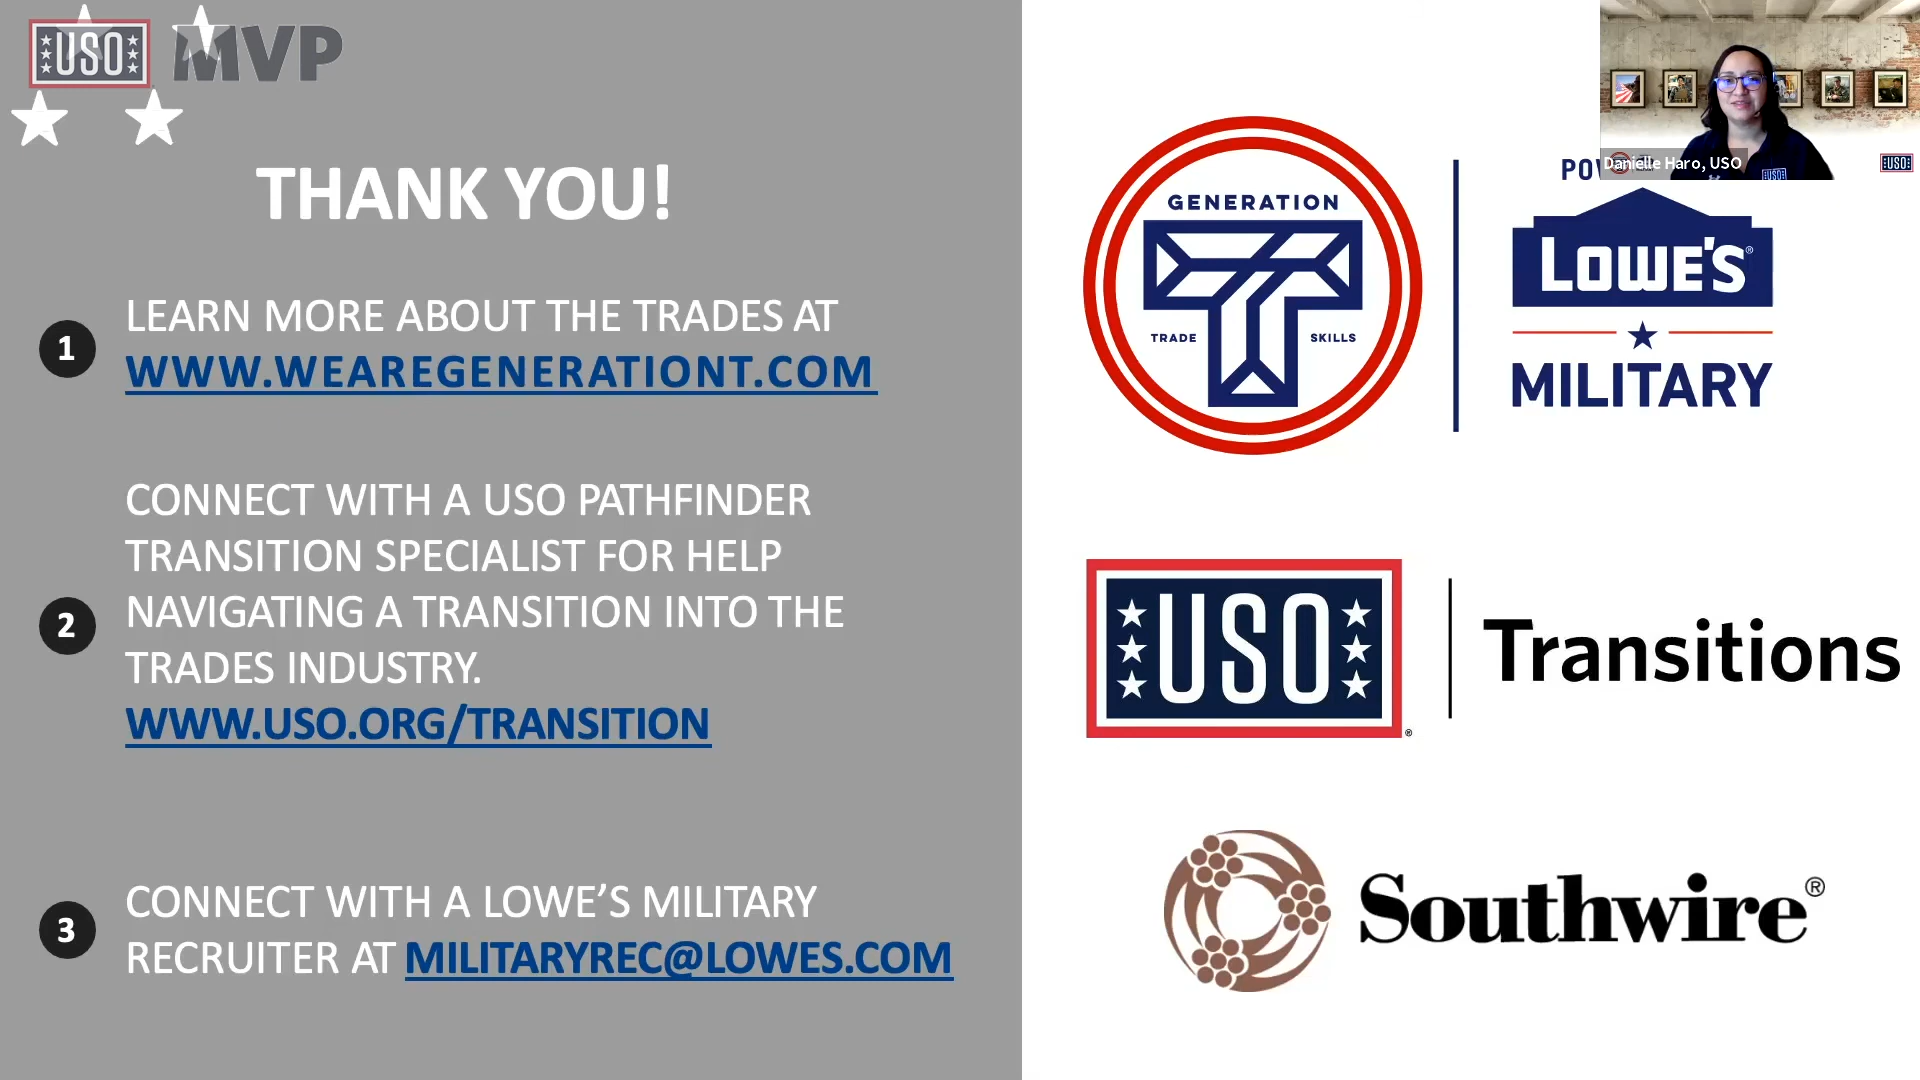 USO MVP
THANK YOU!
1
LEARN MORE ABOUT THE TRADES AT
WWW.WEAREGENERATIONT.COM
2
CONNECT WITH A USO PATHFINDER
TRANSITION SPECIALIST FOR HELP
NAVIGATING A TRANSITION INTO THE
TRADES INDUSTRY.
WWW.USO.ORG/TRANSITION
3
CONNECT WITH A LOWE’S MILITARY
RECRUITER AT MILITARYREC@LOWES.COM
GENERATION
T
TRADE SKILLS
LOWE'S®
MILITARY
Danielle Haro, USO
USO
USO
USO® Transitions
Southwire®